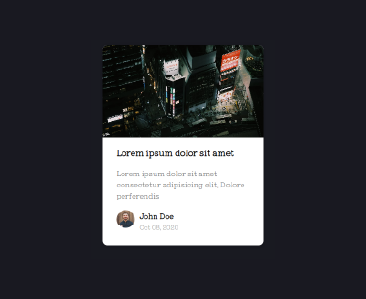 Lorem ipsum dolor sit amet
Lorem ipsum dolor sit amet
consectetur adipisicing elit. Dolore
perferendis
John Doe
Oct 08, 2020